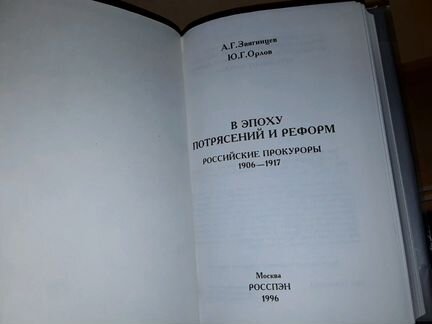 А.Г.Звягинцев
Ю.Г.Орлов
В ЭПОХУ
ПОТРЯСЕНИЙ И РЕФОРМ
РОССИЙСКИЕ ПРОКУРОРЫ
1906—1917
Москва
РОССПЭН
1996